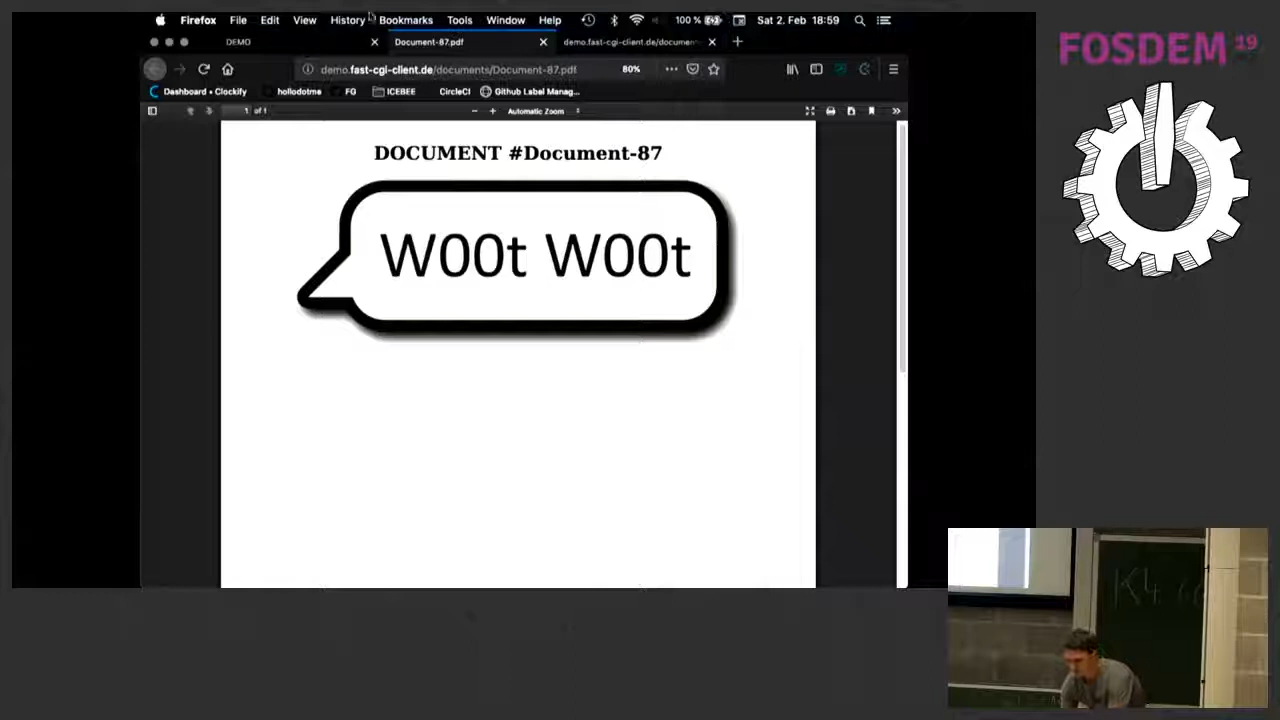 Firefox File Edit View History Bookmarks Tools Window Help 100 % Sat 2. Feb 18:59
DEMO Document-87.pdf demo.fast-cgi-client.de/documen
demo.fast-cgi-client.de/documents/Document-87.pdf 80%
Dashboard • Clockify hollodotme FG ICEBEE CircleCI Github Label Manag...
1 of 1 Automatic Zoom
DOCUMENT #Document-87
W00t W00t
FOSDEM 19